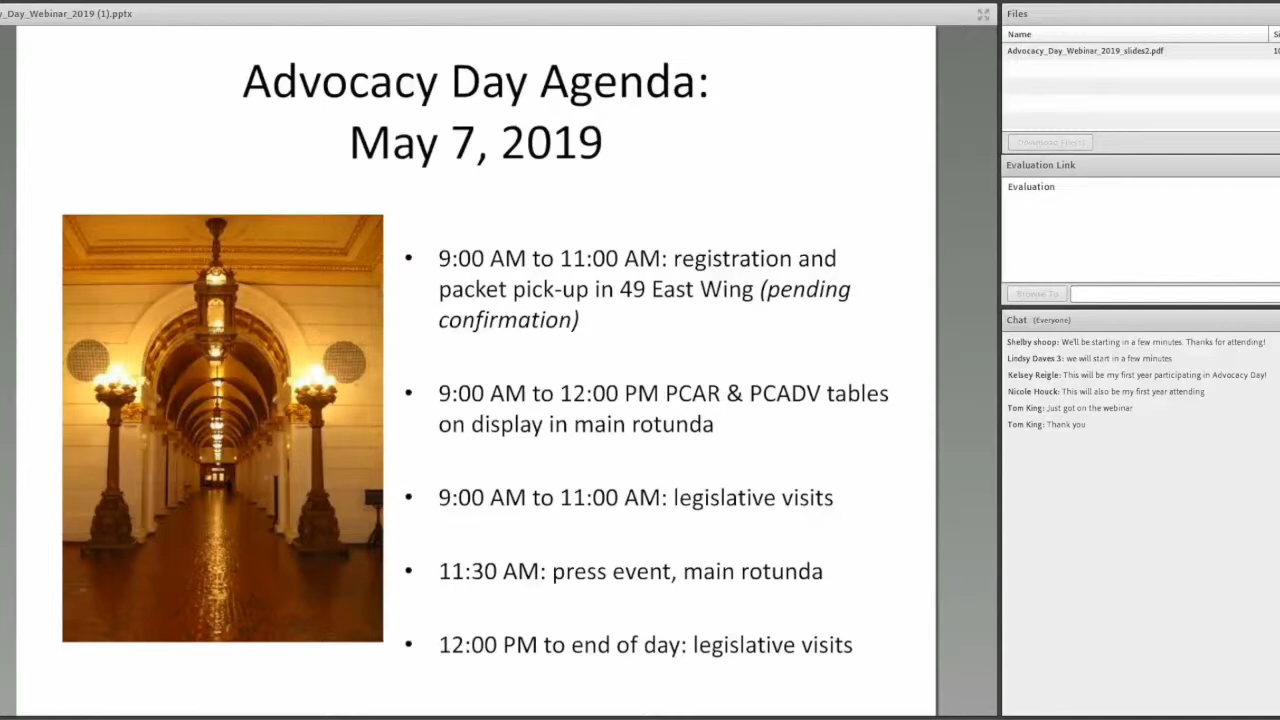 _Day_Webinar_2019 (1).pptx
Advocacy Day Agenda:
May 7, 2019
• 9:00 AM to 11:00 AM: registration and
packet pick-up in 49 East Wing (pending
confirmation)
• 9:00 AM to 12:00 PM PCAR & PCADV tables
on display in main rotunda
• 9:00 AM to 11:00 AM: legislative visits
• 11:30 AM: press event, main rotunda
• 12:00 PM to end of day: legislative visits
Files
Name
Advocacy_Day_Webinar_2019_slides2.pdf
Download File(s)
Evaluation Link
Evaluation
Browse To
Chat (Everyone)
Shelby shoop: We'll be starting in a few minutes. Thanks for attending!
Lindsy Daves 3: we will start in a few minutes
Kelsey Reigle: This will be my first year participating in Advocacy Day!
Nicole Houck: This will also be my first year attending
Tom King: Just got on the webinar
Tom King: Thank you